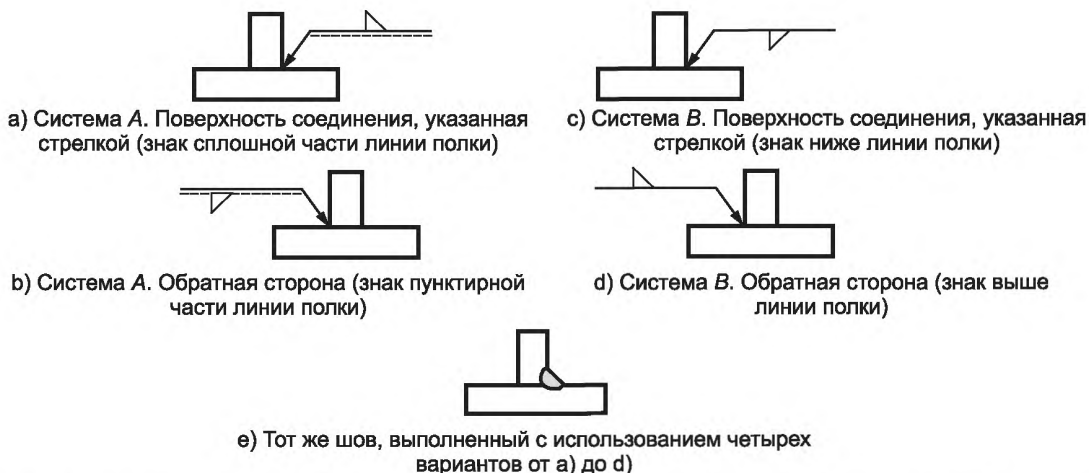 a) Система A. Поверхность соединения, указанная
стрелкой (знак сплошной части линии полки)
c) Система B. Поверхность соединения, указанная
стрелкой (знак ниже линии полки)
b) Система A. Обратная сторона (знак пунктирной
части линии полки)
d) Система B. Обратная сторона (знак выше
линии полки)
e) Тот же шов, выполненный с использованием четырех
вариантов от a) до d)